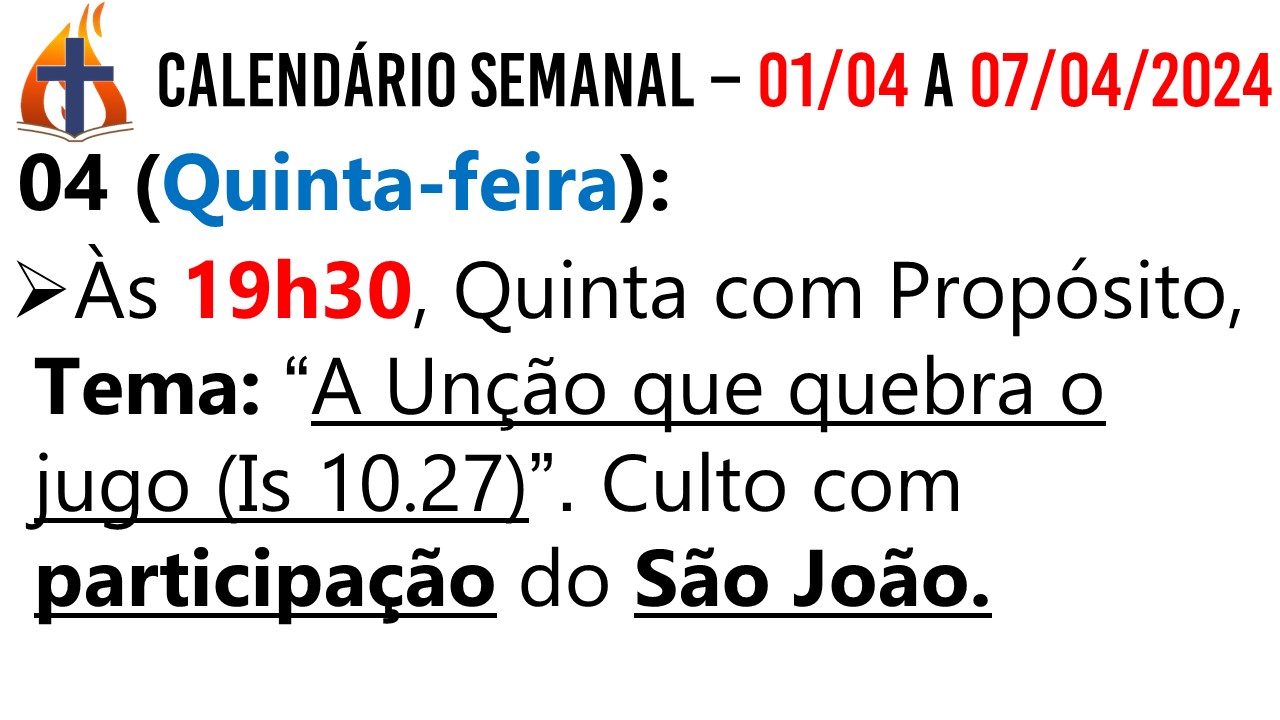 CALENDÁRIO SEMANAL – 01/04 A 07/04/2024
04 (Quinta-feira):
➢Às 19h30, Quinta com Propósito,
Tema: “A Unção que quebra o
jugo (Is 10.27)”. Culto com
participação do São João.